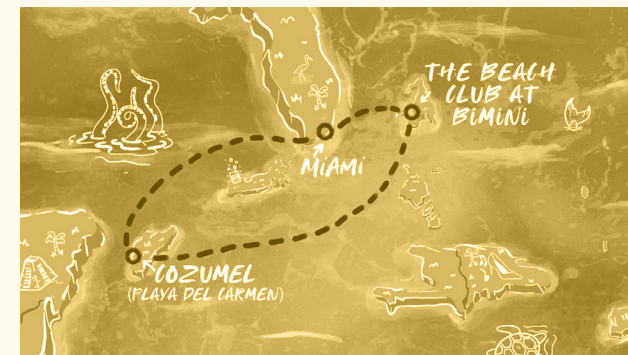 THE BEACH
CLUB AT
BIMINI
MIAMI
COZUMEL
(PLAYA DEL CARMEN)